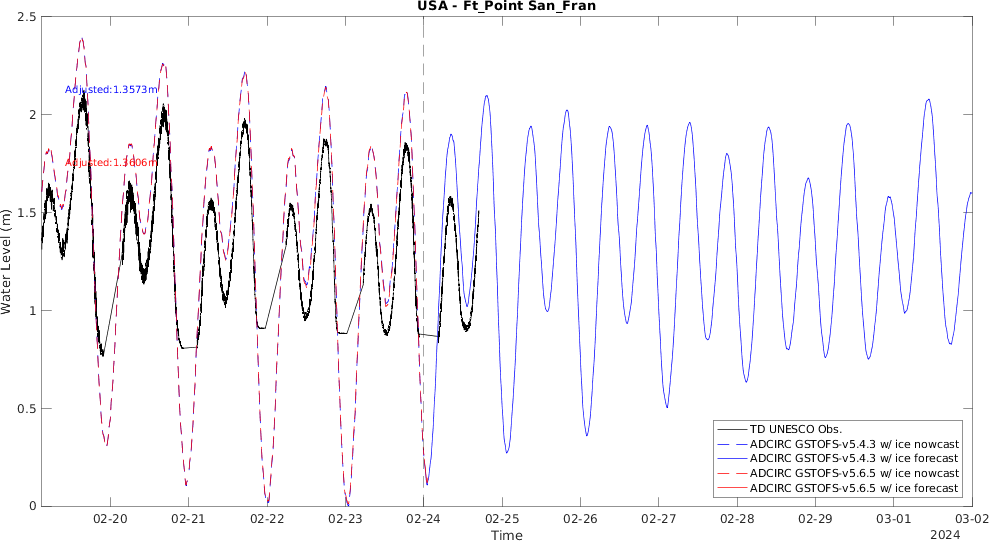 USA - Ft_Point San_Fran
2.5
2
1.5
1
0.5
0
Water Level (m)
Adjusted:1.3573m
Adjusted:1.3606m
TD UNESCO Obs.
ADCIRC GSTOFS-v5.4.3 w/ ice nowcast
ADCIRC GSTOFS-v5.4.3 w/ ice forecast
ADCIRC GSTOFS-v5.6.5 w/ ice nowcast
ADCIRC GSTOFS-v5.6.5 w/ ice forecast
02-20 02-21 02-22 02-23 02-24 02-25 02-26 02-27 02-28 02-29 03-01 03-02
Time
2024